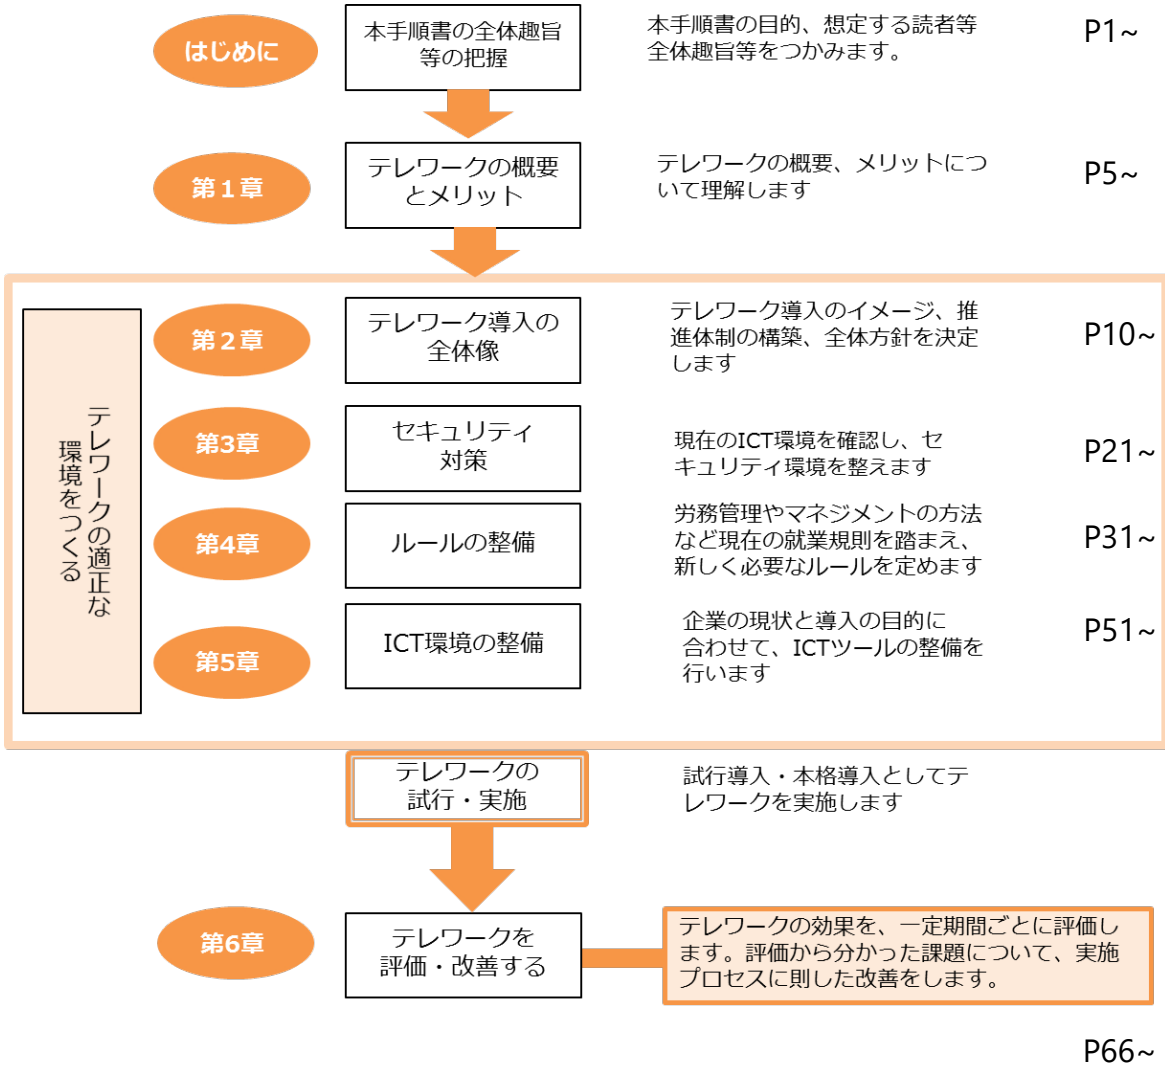 はじめに
本手順書の全体趣旨
等の把握
本手順書の目的、想定する読者等
全体趣旨等をつかみます。
P1~
第１章
テレワークの概要
とメリット
テレワークの概要、メリットにつ
いて理解します
P5~
テレワークの適正な
環境をつくる
第２章
テレワーク導入の
全体像
テレワーク導入のイメージ、推
進体制の構築、全体方針を決定
します
P10~
第3章
セキュリティ
対策
現在のICT環境を確認し、セ
キュリティ環境を整えます
P21~
第4章
ルールの整備
労務管理やマネジメントの方法
など現在の就業規則を踏まえ、
新しく必要なルールを定めます
P31~
第5章
ICT環境の整備
企業の現状と導入の目的に
合わせて、ICTツールの整備を
行います
P51~
テレワークの
試行・実施
試行導入・本格導入としてテ
レワークを実施します
第6章
テレワークを
評価・改善する
テレワークの効果を、一定期間ごとに評価し
ます。評価から分かった課題について、実施
プロセスに則した改善をします。
P66~